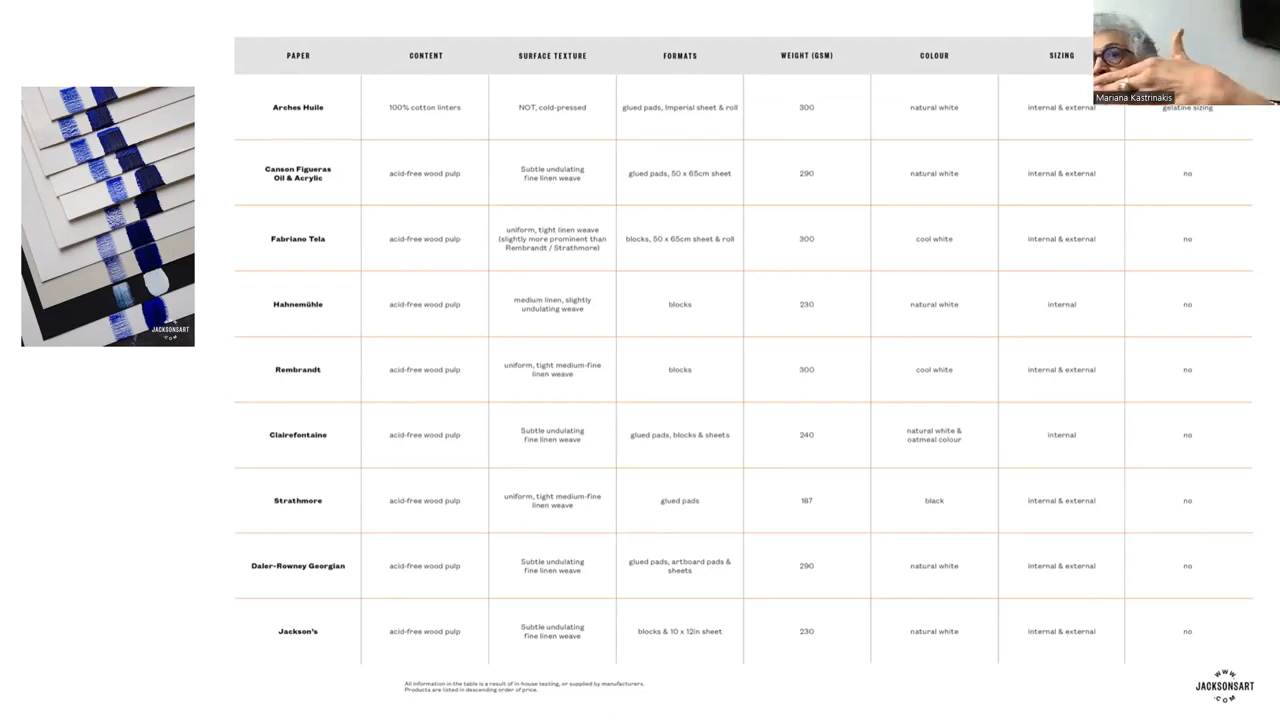 PAPER CONTENT SURFACE TEXTURE FORMATS WEIGHT (GSM) COLOUR SIZING
Mariana Kastrinakis
Arches Huile 100% cotton linters NOT, cold-pressed glued pads, Imperial sheet & roll 300 natural white internal & external gelatine sizing
Canson Figueras
Oil & Acrylic acid-free wood pulp Subtle undulating
fine linen weave glued pads, 50 x 65cm sheet 290 natural white internal & external no
Fabriano Tela acid-free wood pulp uniform, tight linen weave
(slightly more prominent than
Rembrandt / Strathmore) blocks, 50 x 65cm sheet & roll 300 cool white internal & external no
Hahnemühle acid-free wood pulp medium linen, slightly
undulating weave blocks 230 natural white internal no
Rembrandt acid-free wood pulp uniform, tight medium-fine
linen weave blocks 300 cool white internal & external no
Clairefontaine acid-free wood pulp Subtle undulating
fine linen weave glued pads, blocks & sheets 240 natural white &
oatmeal colour internal no
Strathmore acid-free wood pulp uniform, tight medium-fine
linen weave glued pads 187 black internal & external no
Daler-Rowney Georgian acid-free wood pulp Subtle undulating
fine linen weave glued pads, artboard pads &
sheets 290 natural white internal & external no
Jackson's acid-free wood pulp Subtle undulating
fine linen weave blocks & 10 x 12in sheet 230 natural white internal & external no
All information in the table is a result of in-house testing, or supplied by manufacturers.
Products are listed in descending order of price.
JACKSONSART
.COM
WWW.
JACKSONSART
.COM